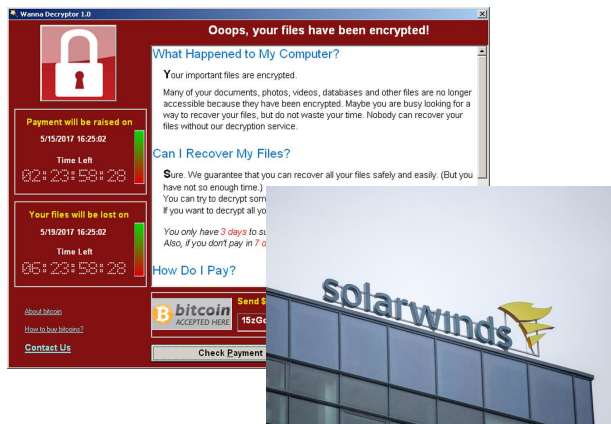 Wanna Decryptor 1.0
Ooops, your files have been encrypted!
Payment will be raised on
5/15/2017 16:25:02
Time Left
02:23:58:28
Your files will be lost on
5/19/2017 16:25:02
Time Left
06:23:58:28
About bitcoin
How to buy bitcoins?
Contact Us
What Happened to My Computer?
Your important files are encrypted.
Many of your documents, photos, videos, databases and other files are no longer
accessible because they have been encrypted. Maybe you are busy looking for a
way to recover your files, but do not waste your time. Nobody can recover your
files without our decryption service.
Can I Recover My Files?
Sure. We guarantee that you can recover all your files safely and easily. (But you
have not so enough time.)
You can try to decrypt som
If you want to decrypt all yo
You only have 3 days to su
Also, if you don't pay in 7 d
How Do I Pay?
bitcoin
ACCEPTED HERE
Send $
Check Payment
solarwinds